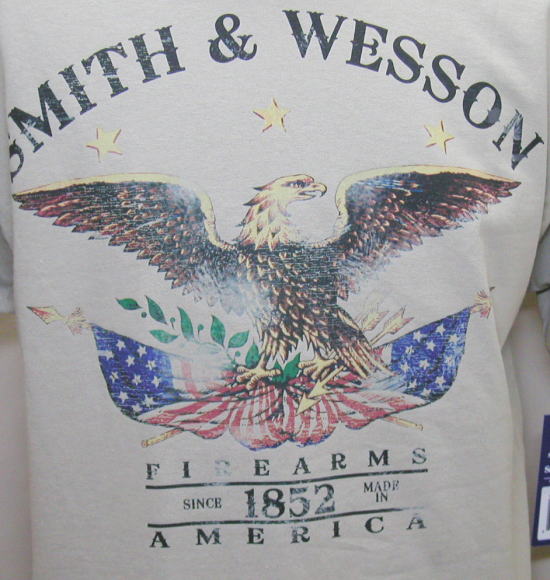 SMITH & WESSON
FIREARMS
SINCE 1852 MADE IN
AMERICA